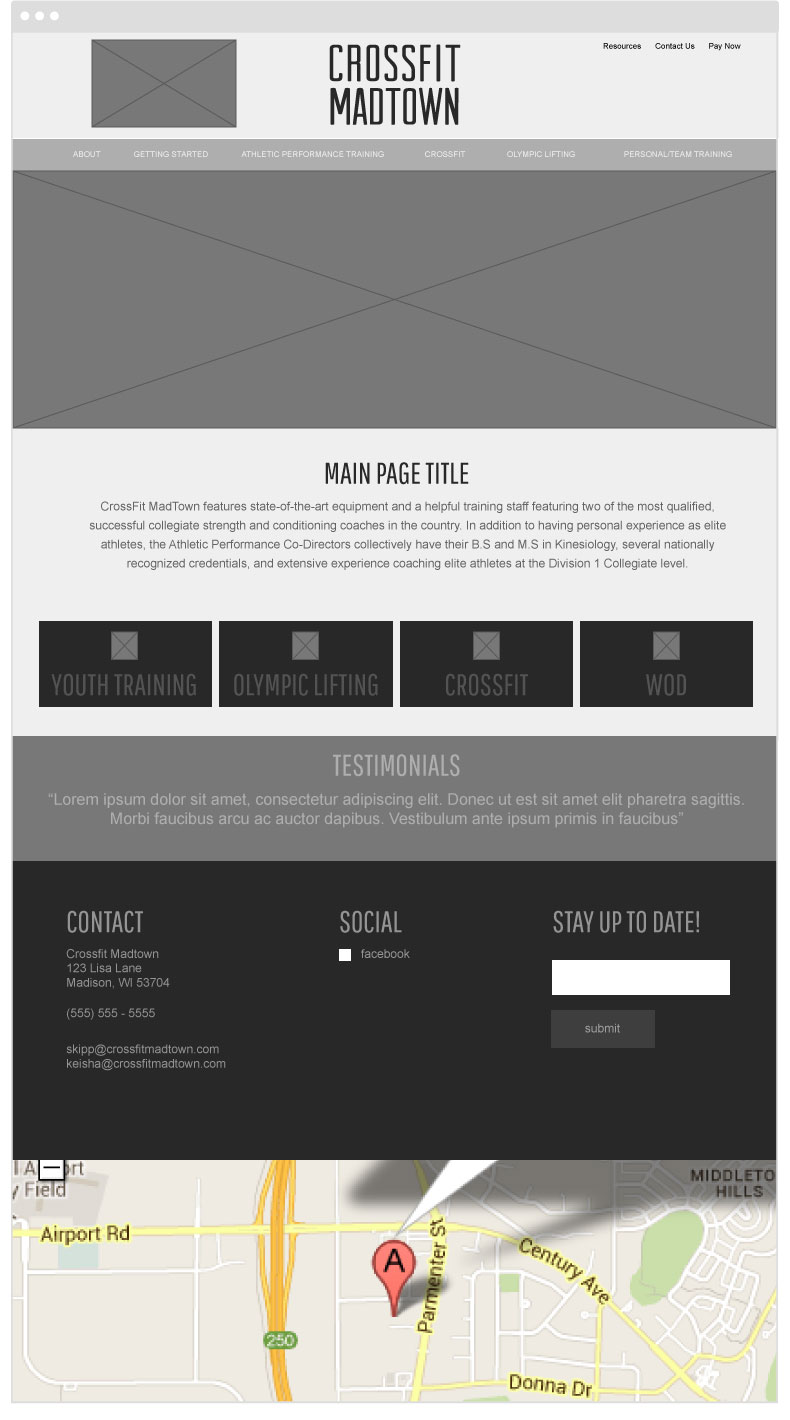 CROSSFIT
MADTOWN
Resources Contact Us Pay Now
ABOUT GETTING STARTED ATHLETIC PERFORMANCE TRAINING CROSSFIT OLYMPIC LIFTING PERSONAL/TEAM TRAINING
MAIN PAGE TITLE
CrossFit MadTown features state-of-the-art equipment and a helpful training staff featuring two of the most qualified,
successful collegiate strength and conditioning coaches in the country. In addition to having personal experience as elite
athletes, the Athletic Performance Co-Directors collectively have their B.S and M.S in Kinesiology, several nationally
recognized credentials, and extensive experience coaching elite athletes at the Division 1 Collegiate level.
YOUTH TRAINING OLYMPIC LIFTING CROSSFIT WOD
TESTIMONIALS
“Lorem ipsum dolor sit amet, consectetur adipiscing elit. Donec ut est sit amet elit pharetra sagittis.
Morbi faucibus arcu ac auctor dapibus. Vestibulum ante ipsum primis in faucibus”
CONTACT
Crossfit Madtown
123 Lisa Lane
Madison, WI 53704
(555) 555 - 5555
skipp@crossfitmadtown.com
keisha@crossfitmadtown.com
SOCIAL
facebook
STAY UP TO DATE!
submit
Field
MIDDLETO
HILLS
Airport Rd
A
Parmenter St
Century Ave
250
Donna Dr